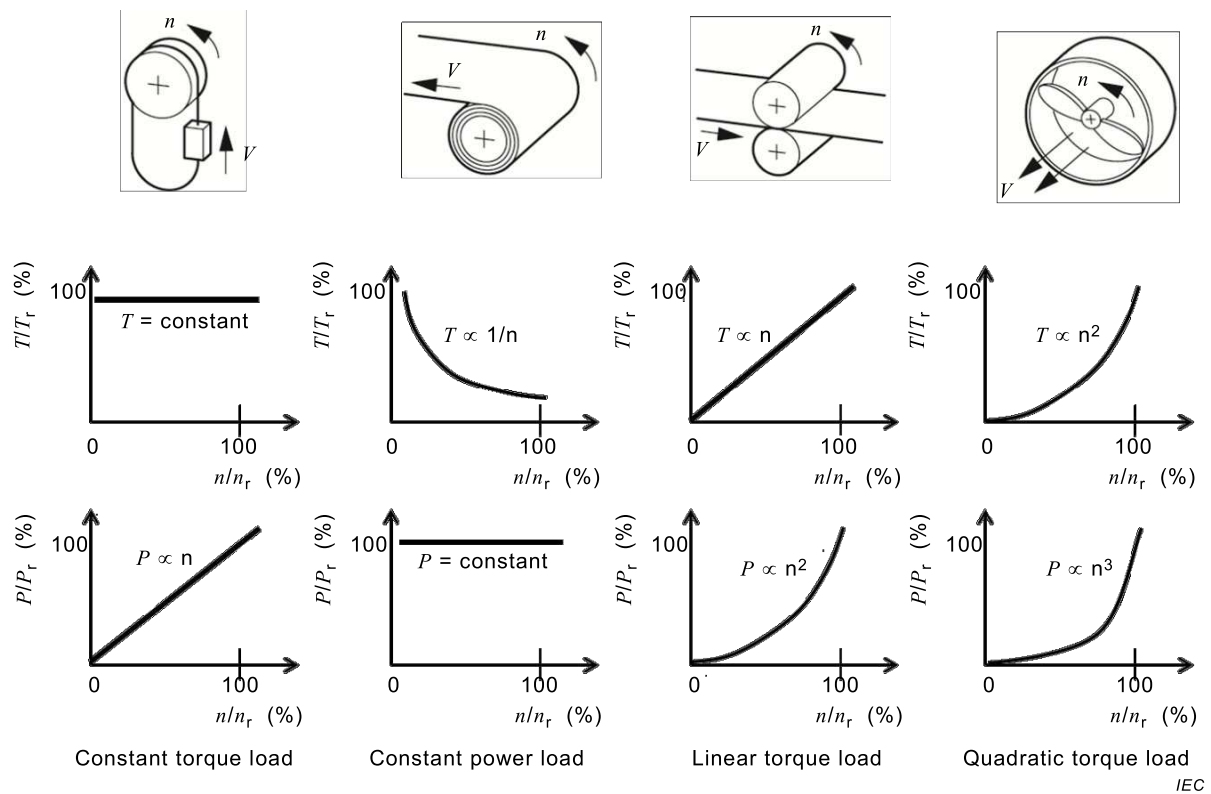 n
V
n
V
n
V
n
V
T/Tr (%)
100
T = constant
0
100
n/nr (%)
T/Tr (%)
100
T ∝ 1/n
0
100
n/nr (%)
T/Tr (%)
100
T ∝ n
0
100
n/nr (%)
T/Tr (%)
100
T ∝ n²
0
100
n/nr (%)
P/Pr (%)
100
P ∝ n
0
100
n/nr (%)
P/Pr (%)
100
P = constant
0
100
n/nr (%)
P/Pr (%)
100
P ∝ n²
0
100
n/nr (%)
P/Pr (%)
100
P ∝ n³
0
100
n/nr (%)
Constant torque load
Constant power load
Linear torque load
Quadratic torque load
IEC